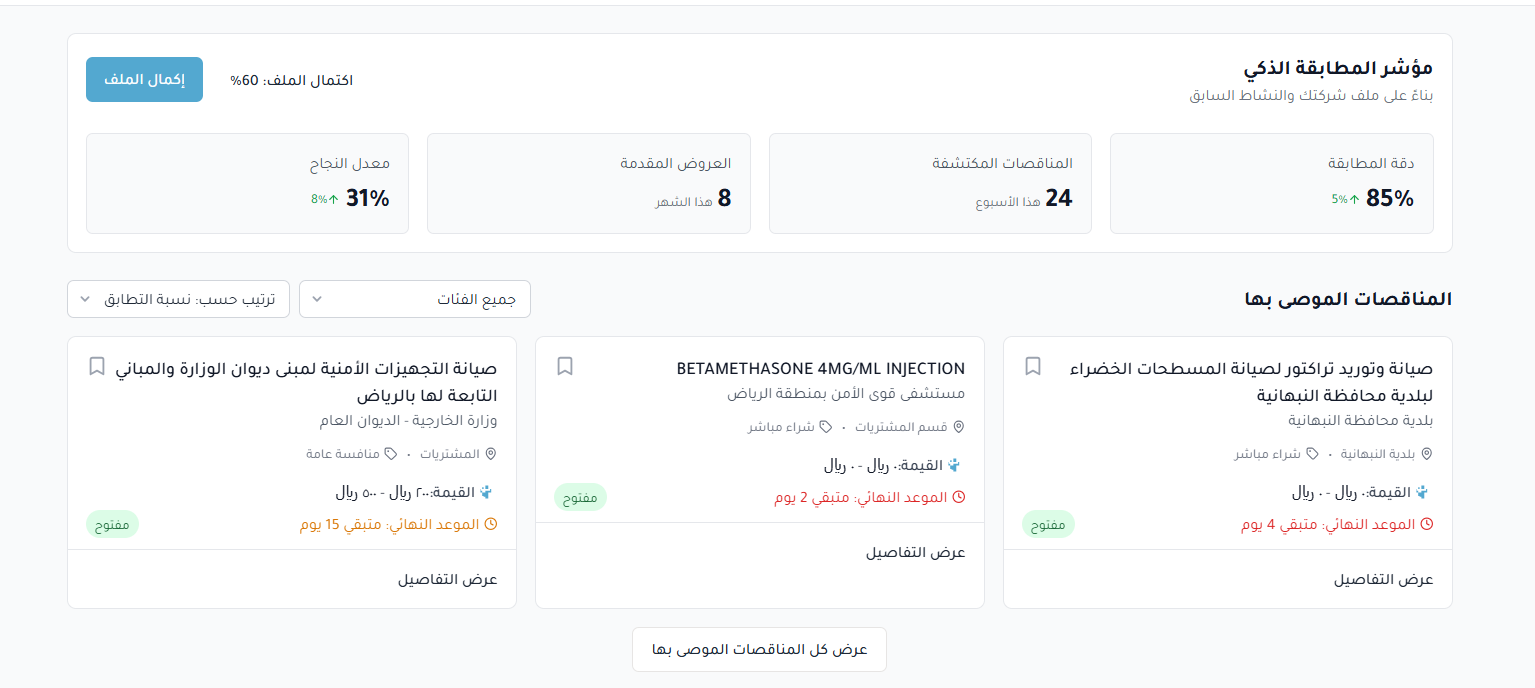 مؤشر المطابقة الذكي
بناءً على ملف شركتك والنشاط السابق
اكتمال الملف: 60%
إكمال الملف
دقة المطابقة
85% ↑5%
المناقصات المكتشفة
24 هذا الأسبوع
العروض المقدمة
8 هذا الشهر
معدل النجاح
31% ↑8%
المناقصات الموصى بها
جميع الفئات
ترتيب حسب: نسبة التطابق
صيانة وتوريد تراكتور لصيانة المسطحات الخضراء
لبلدية محافظة النبهانية
بلدية محافظة النبهانية
بلدية النبهانية • شراء مباشر
القيمة:٠ ريال - ٠ ريال
الموعد النهائي: متبقي 4 يوم
مفتوح
عرض التفاصيل
BETAMETHASONE 4MG/ML INJECTION
مستشفى قوى الأمن بمنطقة الرياض
قسم المشتريات • شراء مباشر
القيمة:٠ ريال - ٠ ريال
الموعد النهائي: متبقي 2 يوم
مفتوح
عرض التفاصيل
صيانة التجهيزات الأمنية لمبنى ديوان الوزارة والمباني
التابعة لها بالرياض
وزارة الخارجية - الديوان العام
المشتريات • منافسة عامة
القيمة:٢٠٠ ريال - ٥٠٠ ريال
الموعد النهائي: متبقي 15 يوم
مفتوح
عرض التفاصيل
عرض كل المناقصات الموصى بها